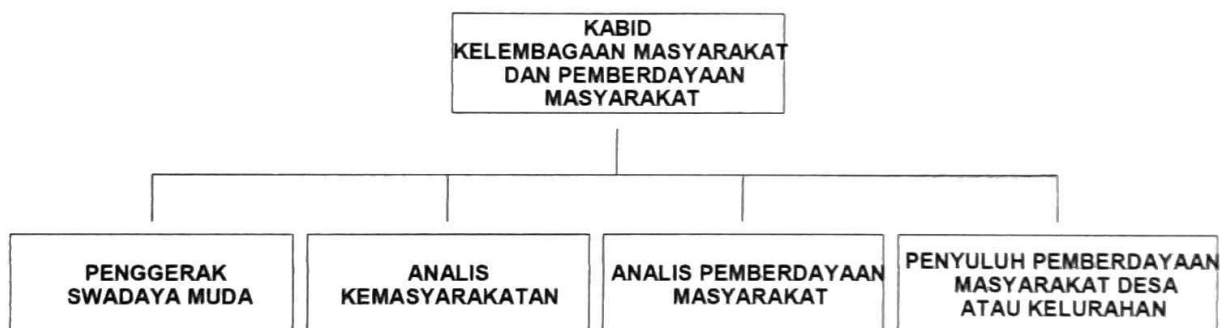 KABID
KELEMBAGAAN MASYARAKAT
DAN PEMBERDAYAAN
MASYARAKAT
PENGGERAK
SWADAYA MUDA
ANALIS
KEMASYARAKATAN
ANALIS PEMBERDAYAAN
MASYARAKAT
PENYULUH PEMBERDAYAAN
MASYARAKAT DESA
ATAU KELURAHAN